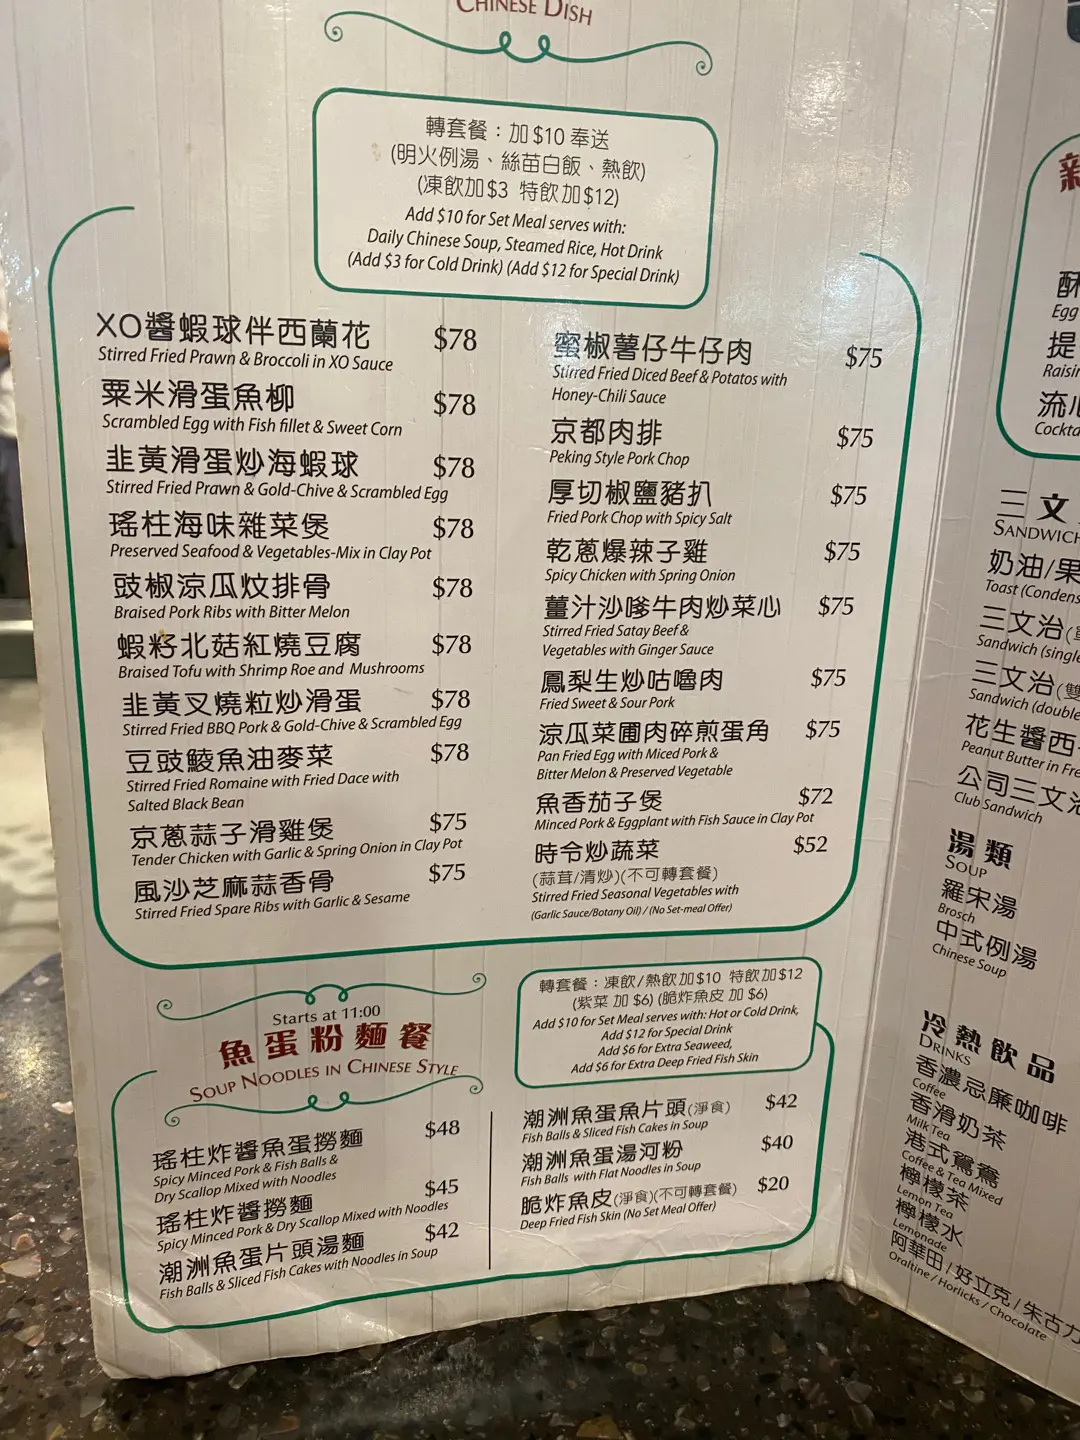 CHINESE DISH
轉套餐：加$10奉送
(明火例湯、絲苗白飯、熱飲)
(凍飲加$3 特飲加$12)
Add $10 for Set Meal serves with:
Daily Chinese Soup, Steamed Rice, Hot Drink
(Add $3 for Cold Drink) (Add $12 for Special Drink)
XO醬蝦球伴西蘭花 $78
Stirred Fried Prawn & Broccoli in XO Sauce
粟米滑蛋魚柳 $78
Scrambled Egg with Fish fillet & Sweet Corn
韭黃滑蛋炒海蝦球 $78
Stirred Fried Prawn & Gold-Chive & Scrambled Egg
瑤柱海味雜菜煲 $78
Preserved Seafood & Vegetables-Mix in Clay Pot
豉椒涼瓜炆排骨 $78
Braised Pork Ribs with Bitter Melon
蝦籽北菇紅燒豆腐 $78
Braised Tofu with Shrimp Roe and Mushrooms
韭黃叉燒粒炒滑蛋 $78
Stirred Fried BBQ Pork & Gold-Chive & Scrambled Egg
豆豉鯪魚油麥菜 $78
Stirred Fried Romaine with Fried Dace with
Salted Black Bean
京蔥蒜子滑雞煲 $75
Tender Chicken with Garlic & Spring Onion in Clay Pot
風沙芝麻蒜香骨 $75
Stirred Fried Spare Ribs with Garlic & Sesame
蜜椒薯仔牛仔肉 $75
Stirred Fried Diced Beef & Potatos with
Honey-Chili Sauce
京都肉排 $75
Peking Style Pork Chop
厚切椒鹽豬扒 $75
Fried Pork Chop with Spicy Salt
乾蔥爆辣子雞 $75
Spicy Chicken with Spring Onion
薑汁沙嗲牛肉炒菜心 $75
Stirred Fried Satay Beef &
Vegetables with Ginger Sauce
鳳梨生炒咕嚕肉 $75
Fried Sweet & Sour Pork
涼瓜菜圃肉碎煎蛋角 $75
Pan Fried Egg with Miced Pork &
Bitter Melon & Preserved Vegetable
魚香茄子煲 $72
Minced Pork & Eggplant with Fish Sauce in Clay Pot
時令炒蔬菜 $52
(蒜茸/清炒)(不可轉套餐)
Stirred Fried Seasonal Vegetables with
(Garlic Sauce/Botany Oil) / (No Set-meal Offer)
Starts at 11:00
魚蛋粉麵餐
SOUP NOODLES IN CHINESE STYLE
轉套餐：凍飲/熱飲加$10 特飲加$12
(紫菜 加 $6) (脆炸魚皮 加 $6)
Add $10 for Set Meal serves with: Hot or Cold Drink,
Add $12 for Special Drink
Add $6 for Extra Seaweed,
Add $6 for Extra Deep Fried Fish Skin
瑤柱炸醬魚蛋撈麵 $48
Spicy Minced Pork & Fish Balls &
Dry Scallop Mixed with Noodles
瑤柱炸醬撈麵 $45
Spicy Minced Pork & Dry Scallop Mixed with Noodles
潮洲魚蛋片頭湯麵 $42
Fish Balls & Sliced Fish Cakes with Noodles in Soup
潮洲魚蛋魚片頭(淨食) $42
Fish Balls & Sliced Fish Cakes in Soup
潮洲魚蛋湯河粉 $40
Fish Balls with Flat Noodles in Soup
脆炸魚皮(淨食)(不可轉套餐) $20
Deep Fried Fish Skin (No Set Meal Offer)
新
酥
Egg
提
Raisin
流心
Cockta
三文
SANDWICH
奶油/果
Toast (Condens
三文治(單
Sandwich (single
三文治(雙
Sandwich (double
花生醬西
Peanut Butter in Fre
公司三文治
Club Sandwich
湯類
SOUP
羅宋湯
Brosch
中式例湯
Chinese Soup
冷熱飲品
DRINKS
香濃忌廉咖啡
Coffee
香滑奶茶
Milk Tea
港式鴛鴦
Coffee & Tea Mixed
檸檬茶
Lemon Tea
檸檬水
Lemonade
阿華田/好立克/朱古力
Oraltine / Horlicks / Chocolate